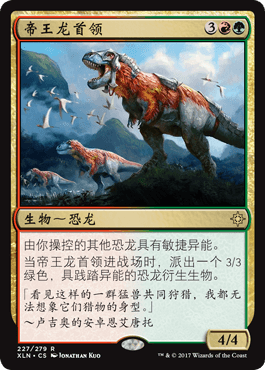 帝王龙首领 3
生物～恐龙
由你操控的其他恐龙具有敏捷异能。
当帝王龙首领进战场时，派出一个 3/3
绿色，具践踏异能的恐龙衍生生物。
「看见这样的一群猛兽共同狩猎，我都无
法想象它们猎物的身型。」
～卢吉奥的安卓恩艾唐托
4/4
227/279 R
XLN • CS JONATHAN KUO
™ & © 2017 Wizards of the Coast